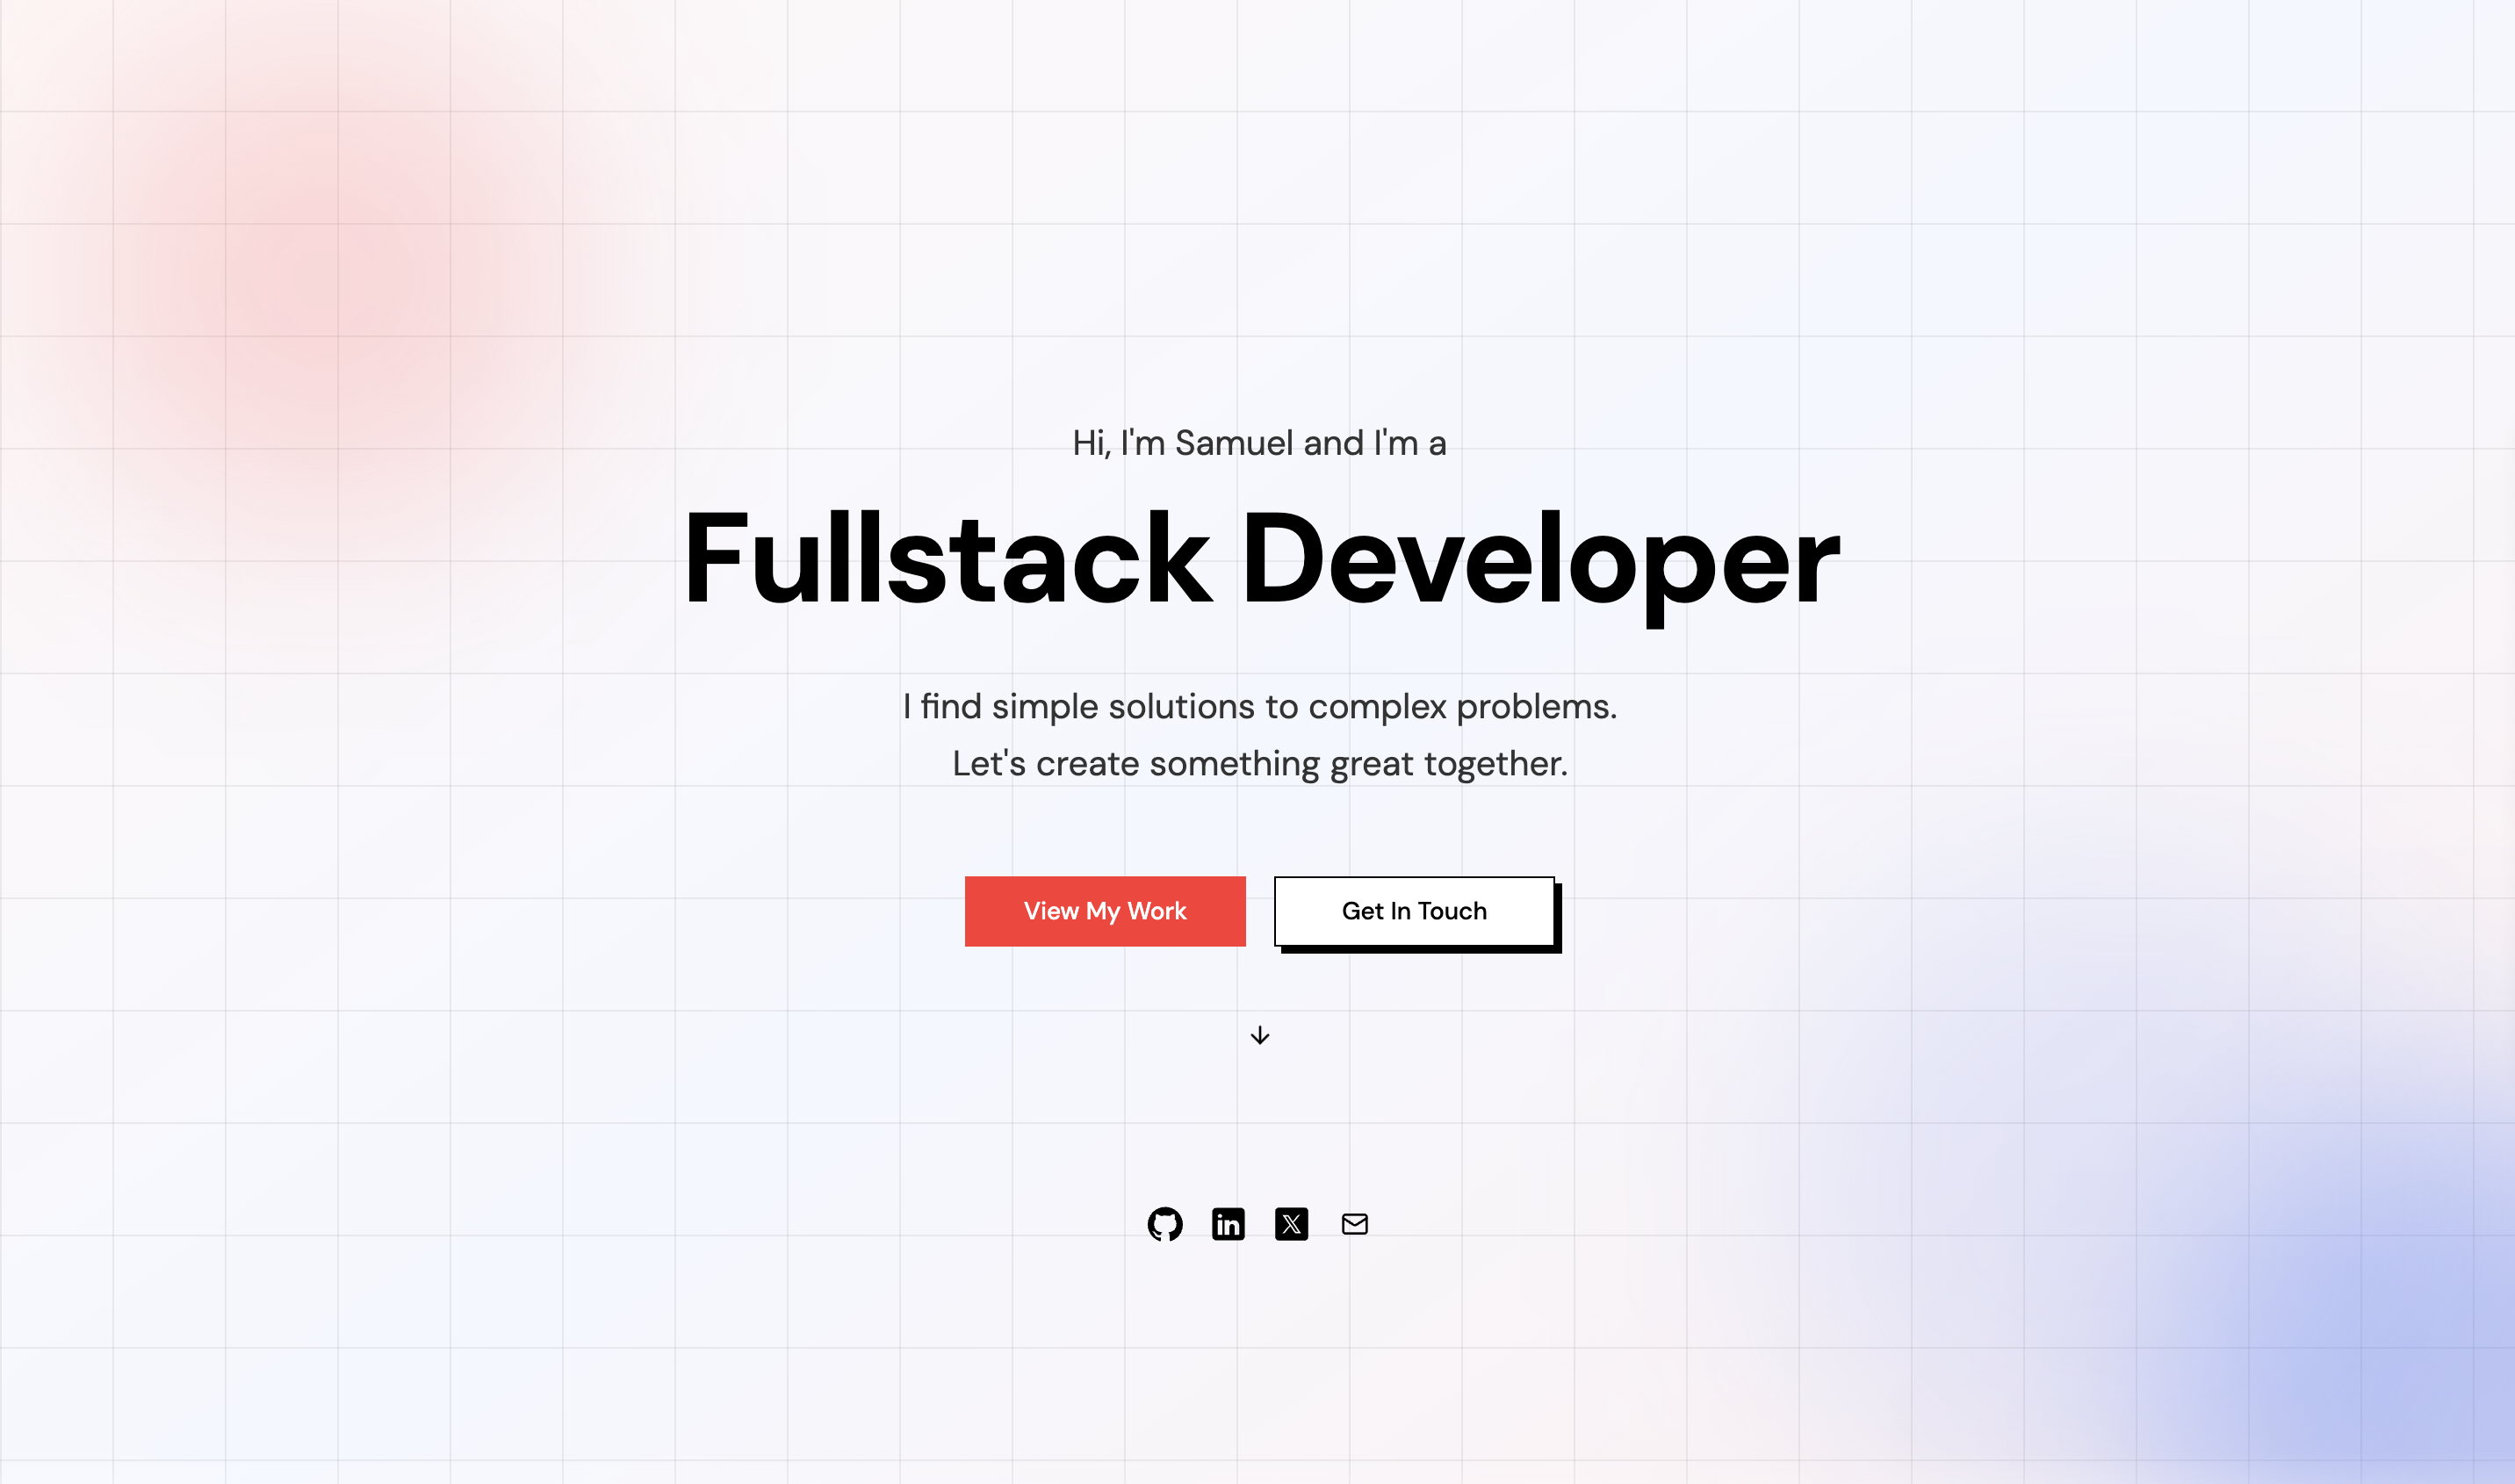 Hi, I'm Samuel and I'm a
Fullstack Developer
I find simple solutions to complex problems.
Let's create something great together.
View My Work
Get In Touch